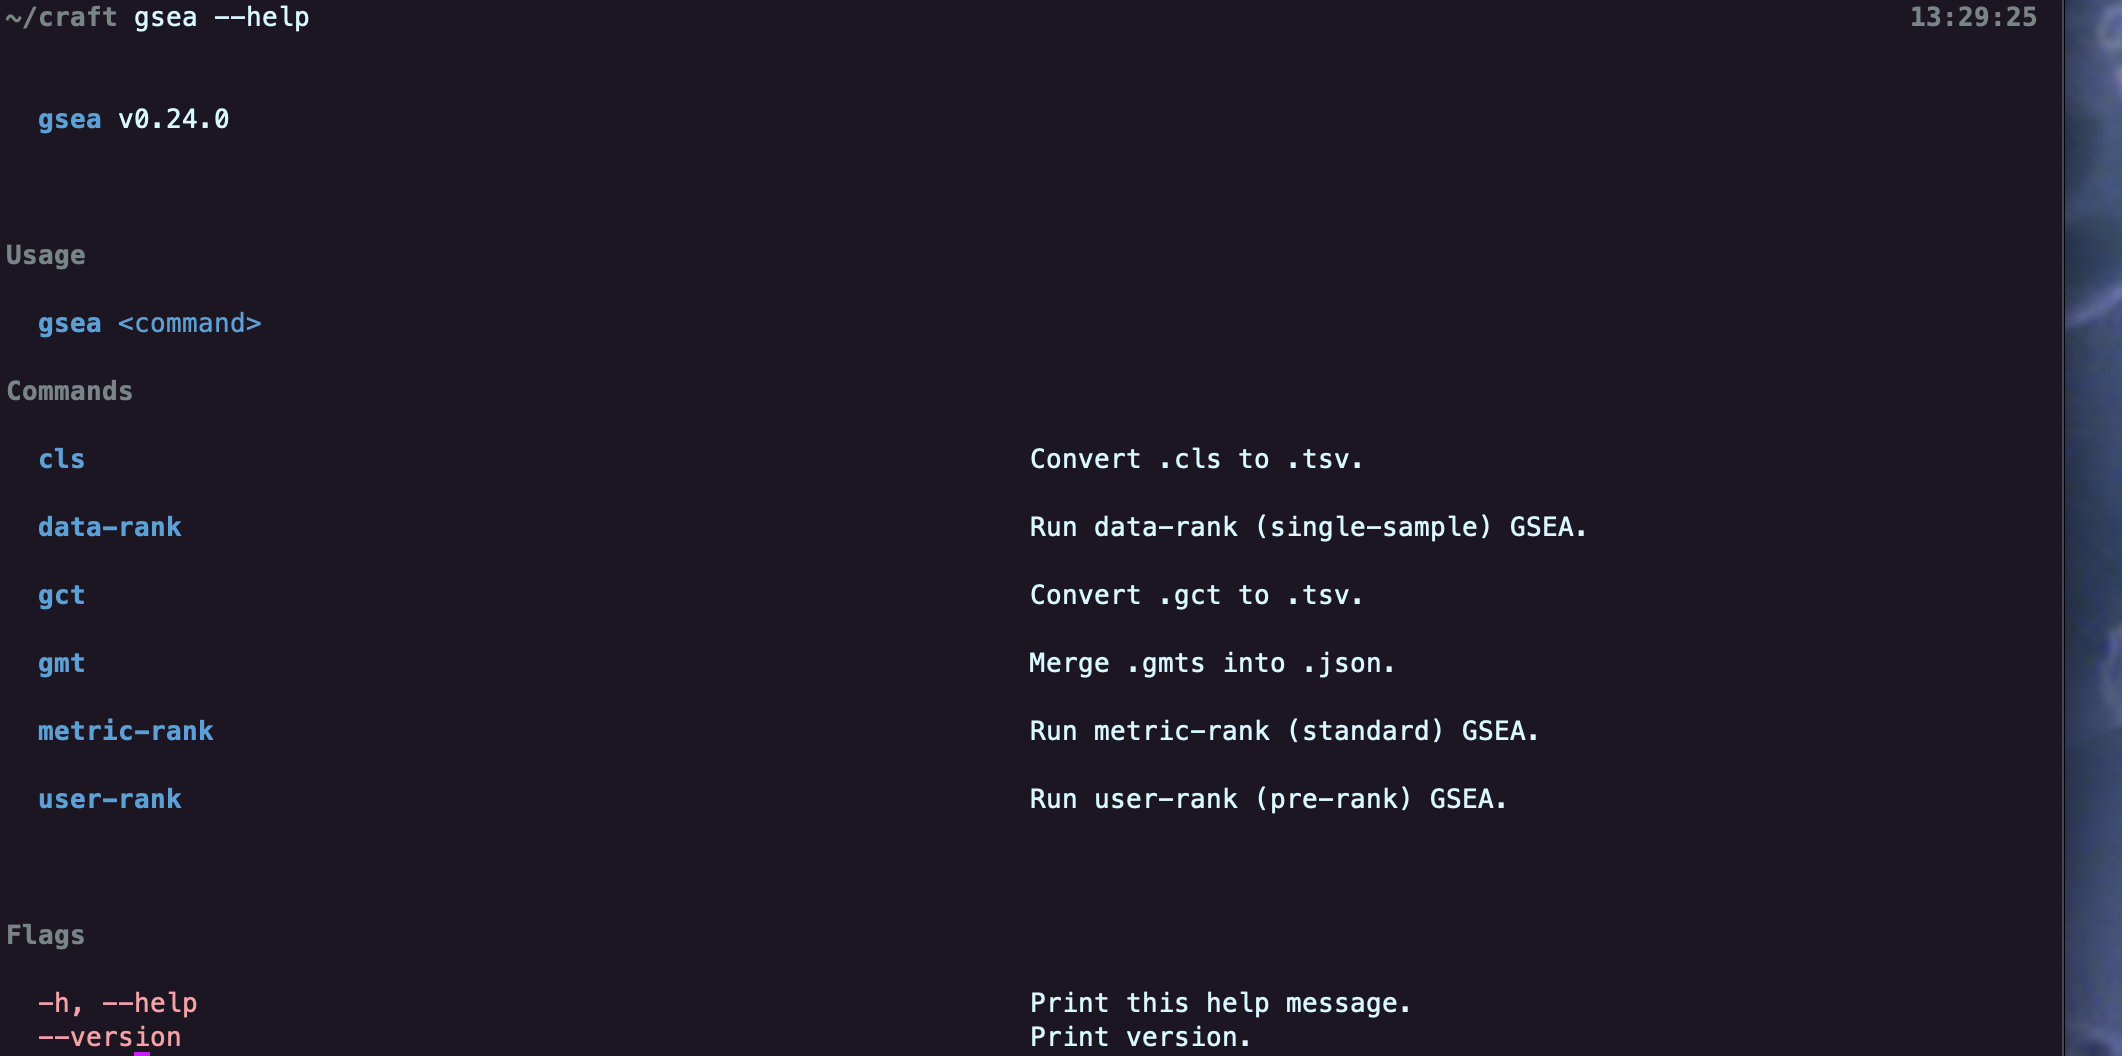 ~/craft gsea --help 13:29:25
gsea v0.24.0
Usage
gsea <command>
Commands
cls Convert .cls to .tsv.
data-rank Run data-rank (single-sample) GSEA.
gct Convert .gct to .tsv.
gmt Merge .gmts into .json.
metric-rank Run metric-rank (standard) GSEA.
user-rank Run user-rank (pre-rank) GSEA.
Flags
-h, --help Print this help message.
--version Print version.